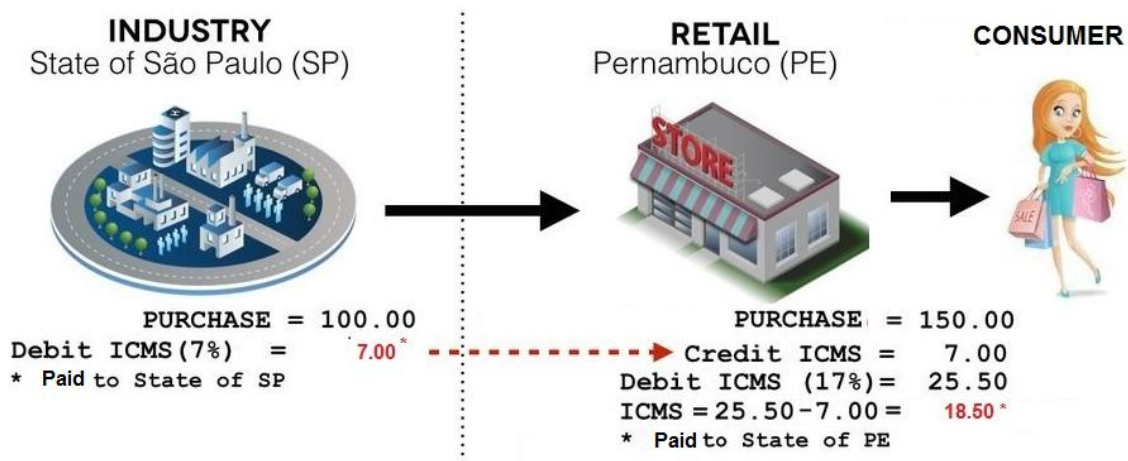 INDUSTRY
State of São Paulo (SP)
RETAIL
Pernambuco (PE)
CONSUMER
STORE
SALE
PURCHASE = 100.00
Debit ICMS(7%) = 7.00*
* Paid to State of SP
PURCHASE = 150.00
Credit ICMS = 7.00
Debit ICMS (17%)= 25.50
ICMS = 25.50-7.00 = 18.50*
* Paid to State of PE